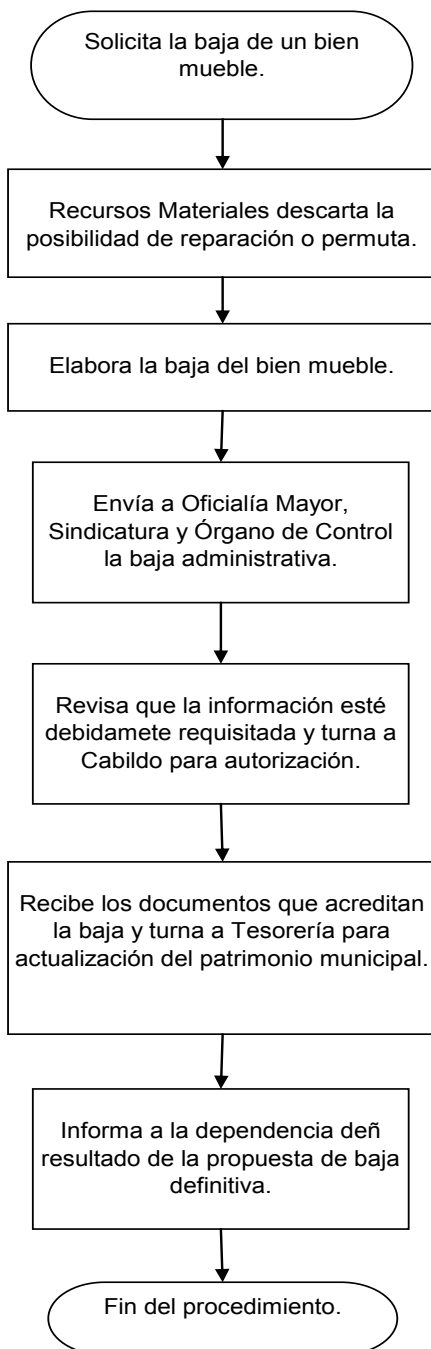 Solicita la baja de un bien
mueble.
Recursos Materiales descarta la
posibilidad de reparación o permuta.
Elabora la baja del bien mueble.
Envía a Oficialía Mayor,
Sindicatura y Órgano de Control
la baja administrativa.
Revisa que la información esté
debidamete requisitada y turna a
Cabildo para autorización.
Recibe los documentos que acreditan
la baja y turna a Tesorería para
actualización del patrimonio municipal.
Informa a la dependencia deñ
resultado de la propuesta de baja
definitiva.
Fin del procedimiento.